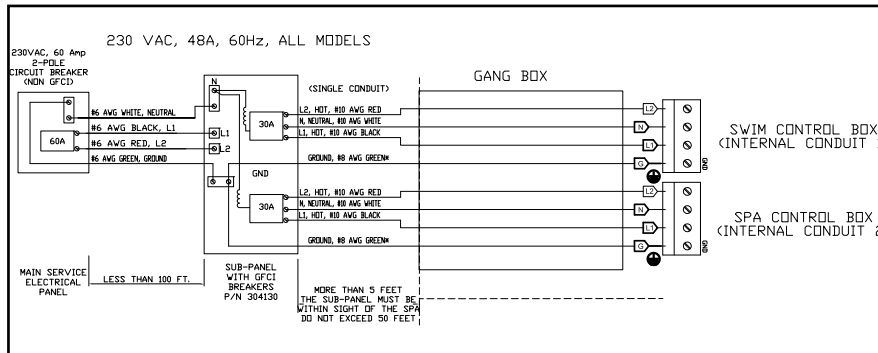 230 VAC, 48A, 60Hz, ALL MODELS
230VAC, 60 Amp
2-POLE
CIRCUIT BREAKER
(NON GFCI)
60A
#6 AWG WHITE, NEUTRAL
#6 AWG BLACK, L1
#6 AWG RED, L2
#6 AWG GREEN, GROUND
N
L1
L2
GND
30A
30A
(SINGLE CONDUIT)
L2, HOT, #10 AWG RED
N, NEUTRAL, #10 AWG WHITE
L1, HOT, #10 AWG BLACK
GROUND, #8 AWG GREEN*
L2, HOT, #10 AWG RED
N, NEUTRAL, #10 AWG WHITE
L1, HOT, #10 AWG BLACK
GROUND, #8 AWG GREEN*
GANG BOX
L2
N
L1
G
GND
SWIM CONTROL BOX
(INTERNAL CONDUIT
L2
N
L1
G
GND
SPA CONTROL BOX
(INTERNAL CONDUIT 2
MAIN SERVICE
ELECTRICAL
PANEL
LESS THAN 100 FT.
SUB-PANEL
WITH GFCI
BREAKERS
P/N 304130
MORE THAN 5 FEET
THE SUB-PANEL MUST BE
WITHIN SIGHT OF THE SPA
DO NOT EXCEED 50 FEET